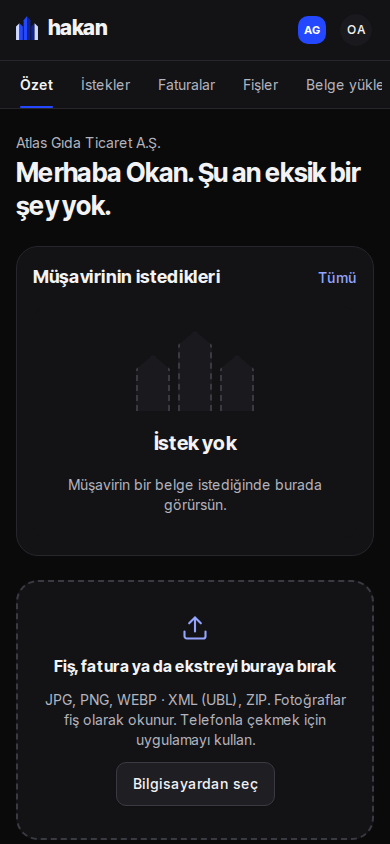 hakan
AG
OA
Özet
İstekler
Faturalar
Fişler
Belge yükle
Atlas Gıda Ticaret A.Ş.
Merhaba Okan. Şu an eksik bir
şey yok.
Müşavirinin istedikleri
Tümü
İstek yok
Müşavirin bir belge istediğinde burada
görürsün.
Fiş, fatura ya da ekstreyi buraya bırak
JPG, PNG, WEBP · XML (UBL), ZIP. Fotoğraflar
fiş olarak okunur. Telefonla çekmek için
uygulamayı kullan.
Bilgisayardan seç